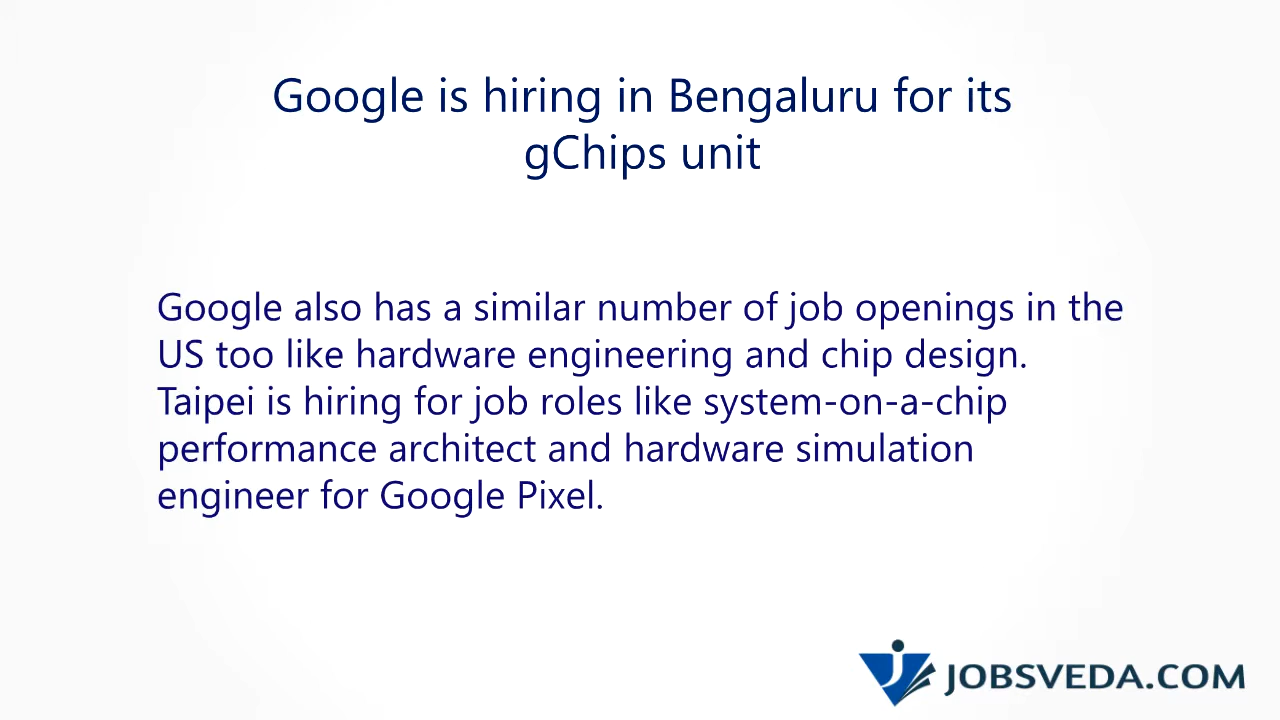 Google is hiring in Bengaluru for its
gChips unit
Google also has a similar number of job openings in the
US too like hardware engineering and chip design.
Taipei is hiring for job roles like system-on-a-chip
performance architect and hardware simulation
engineer for Google Pixel.
JOBSVEDA.COM